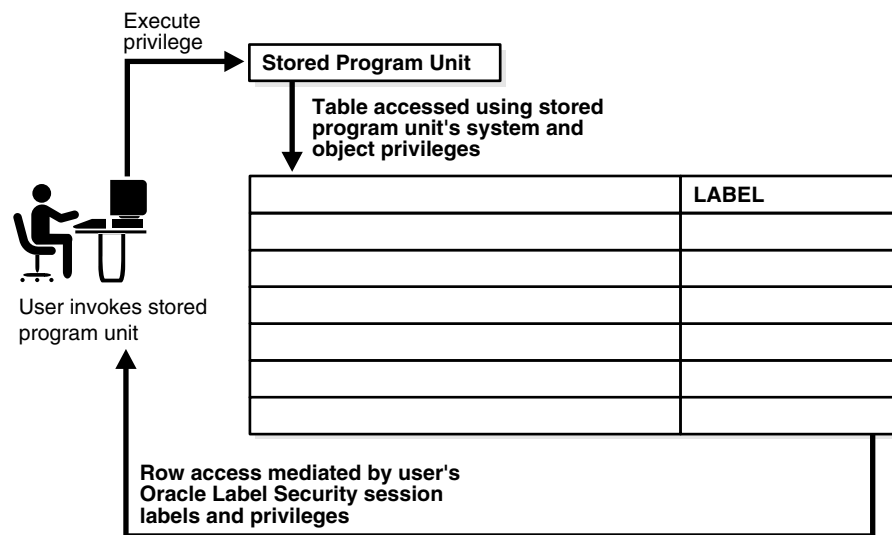 Execute
privilege
Stored Program Unit
Table accessed using stored
program unit's system and
object privileges
LABEL
User invokes stored
program unit
Row access mediated by user's
Oracle Label Security session
labels and privileges